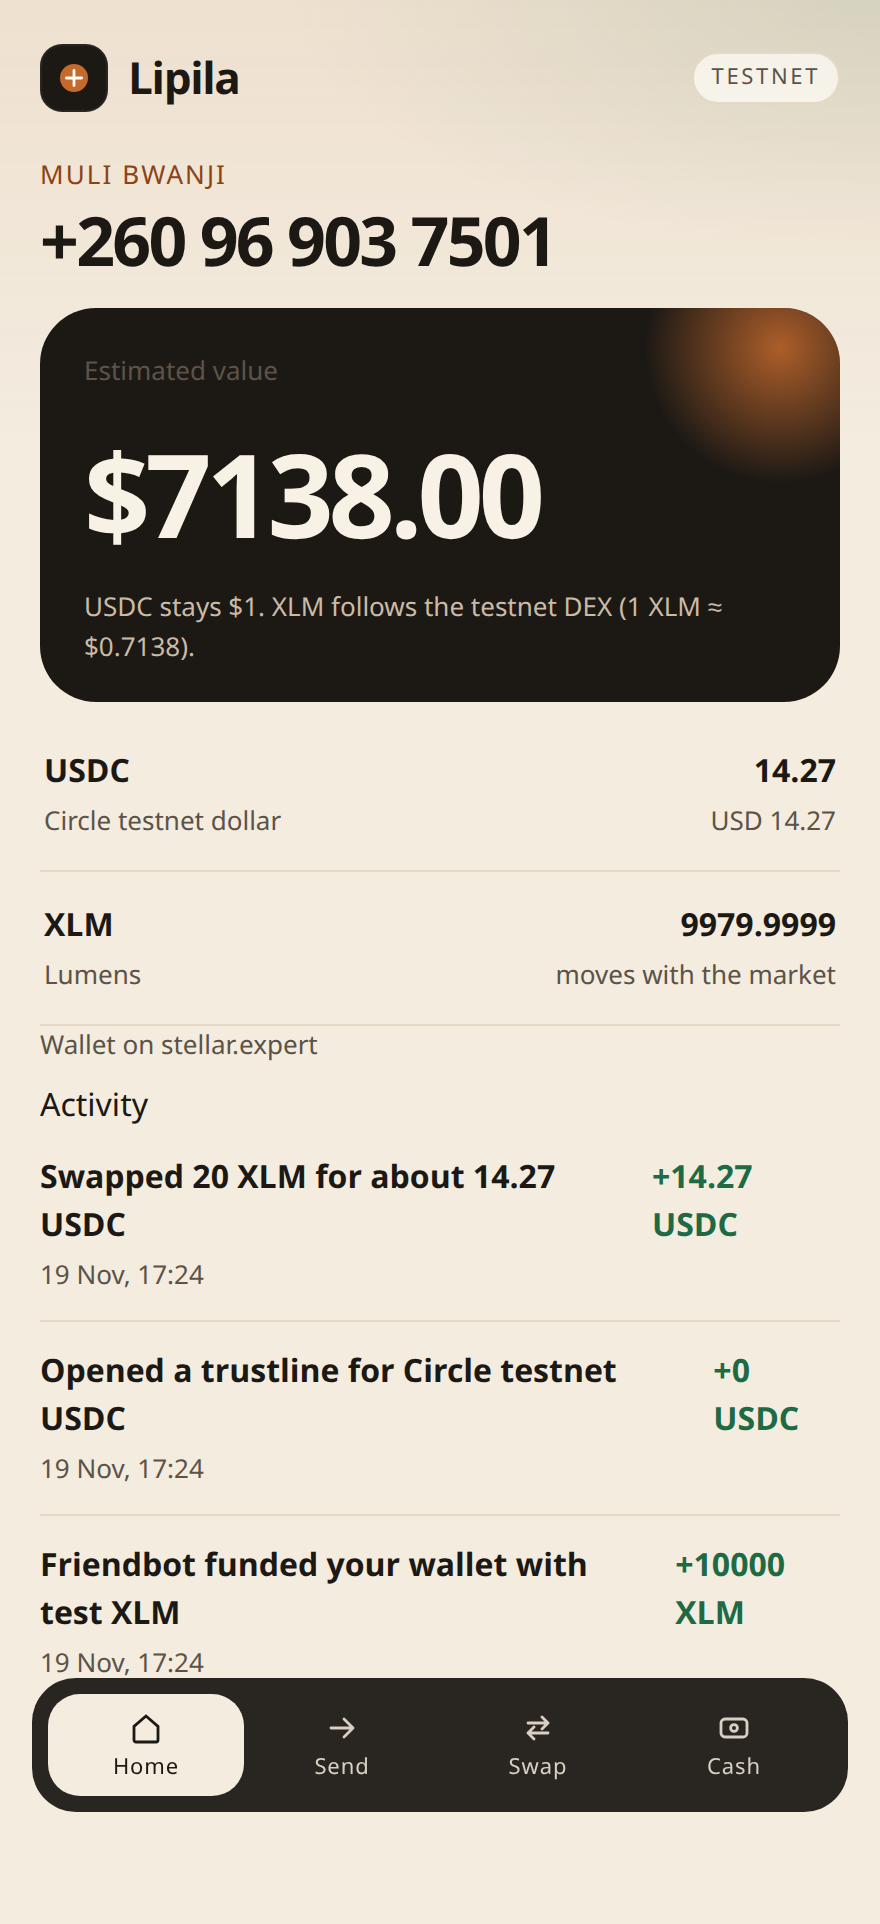 Lipila
TESTNET
MULI BWANJI
+260 96 903 7501
Estimated value
$7138.00
USDC stays $1. XLM follows the testnet DEX (1 XLM ≈
$0.7138).
USDC
14.27
Circle testnet dollar
USD 14.27
XLM
9979.9999
Lumens
moves with the market
Wallet on stellar.expert
Activity
Swapped 20 XLM for about 14.27
USDC
+14.27
USDC
19 Nov, 17:24
Opened a trustline for Circle testnet
USDC
+0
USDC
19 Nov, 17:24
Friendbot funded your wallet with
test XLM
+10000
XLM
19 Nov, 17:24
Home
Send
Swap
Cash